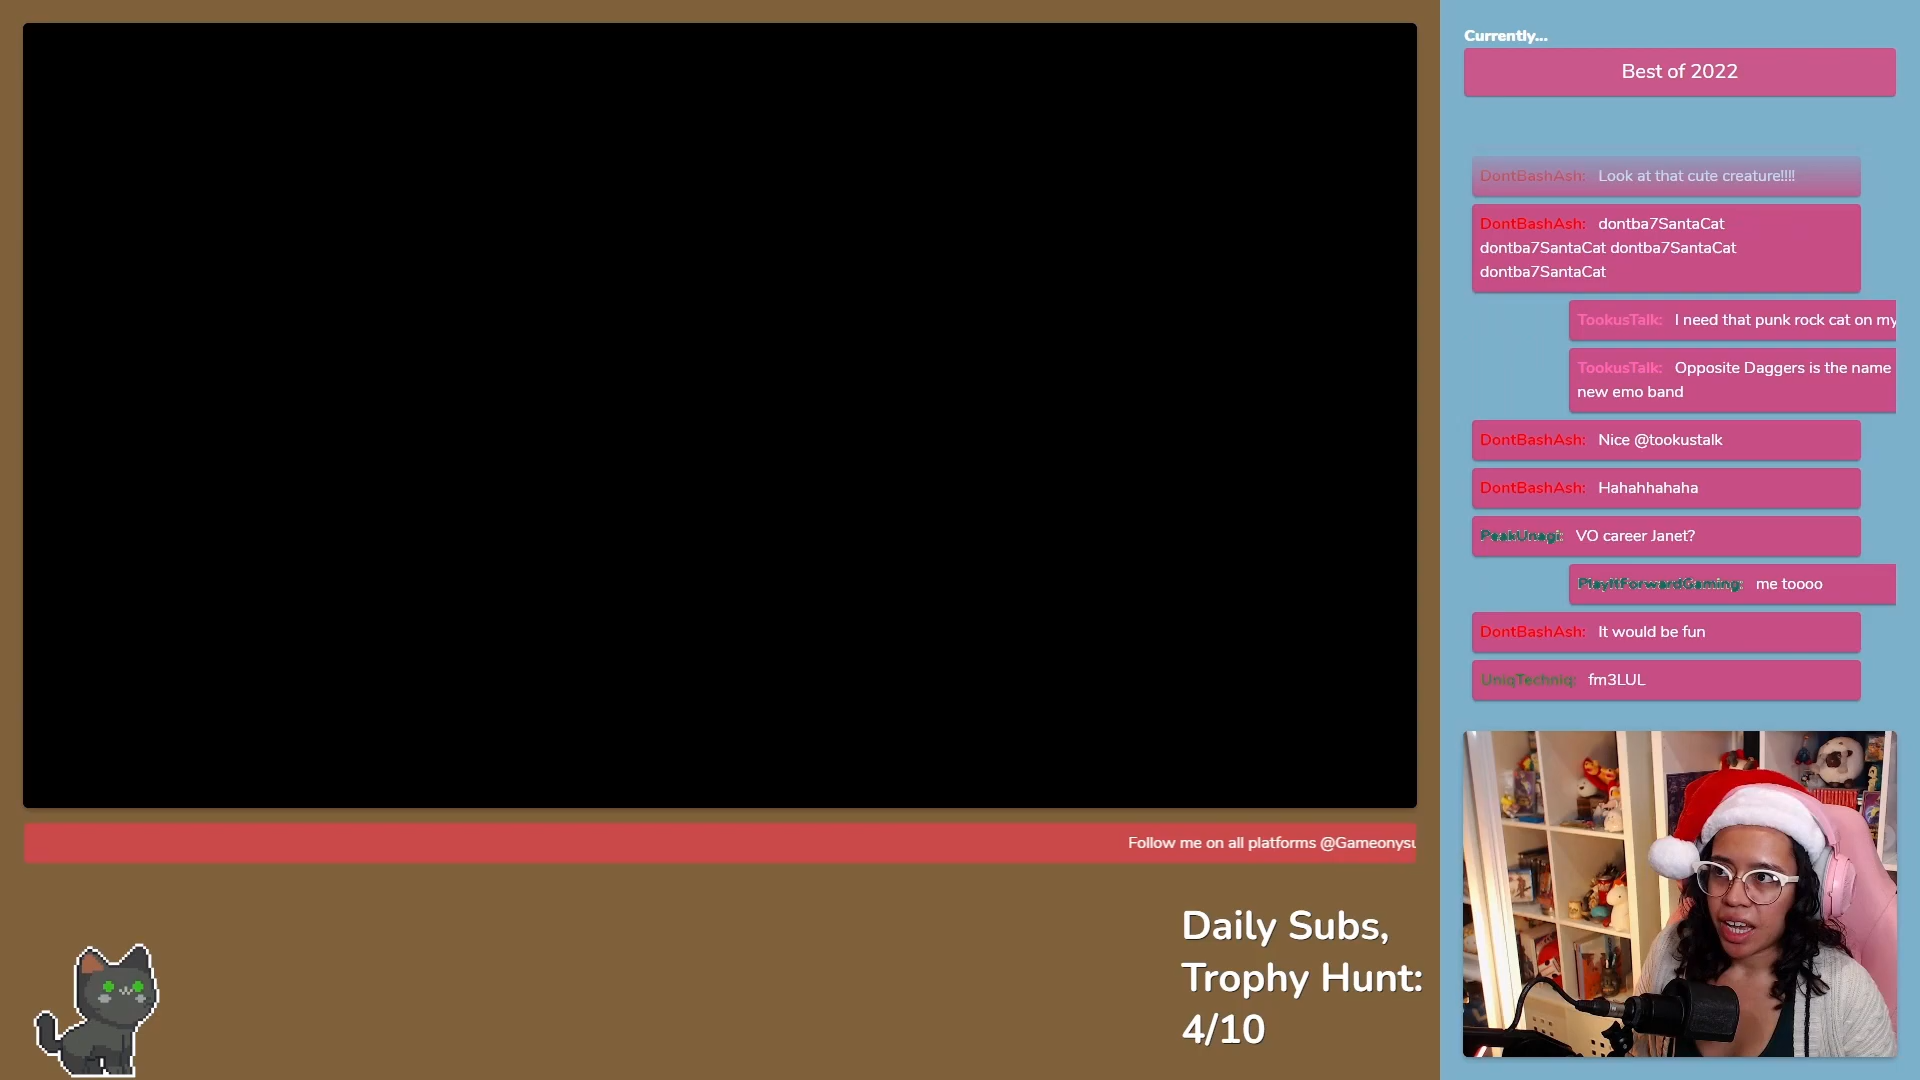 Currently...
Best of 2022
DontBashAsh: Look at that cute creature!!!!
DontBashAsh: dontba7SantaCat
dontba7SantaCat dontba7SantaCat
dontba7SantaCat
TookusTalk: I need that punk rock cat on my
TookusTalk: Opposite Daggers is the name
new emo band
DontBashAsh: Nice @tookustalk
DontBashAsh: Hahahhahaha
PeakUnagi: VO career Janet?
PlayItForwardGaming: me toooo
DontBashAsh: It would be fun
UniqTechniq: fm3LUL
Follow me on all platforms @Gameonysu
Daily Subs,
Trophy Hunt:
4/10